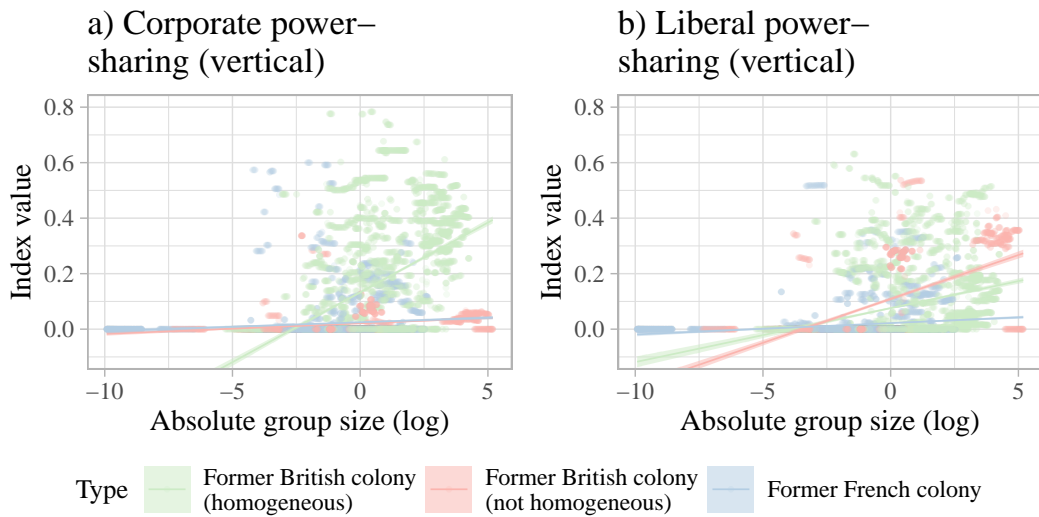 a) Corporate power–
sharing (vertical)
b) Liberal power–
sharing (vertical)
Index value
0.8
0.6
0.4
0.2
0.0
−10
−5
0
5
Absolute group size (log)
Index value
0.8
0.6
0.4
0.2
0.0
−10
−5
0
5
Absolute group size (log)
Type
Former British colony
(homogeneous)
Former British colony
(not homogeneous)
Former French colony